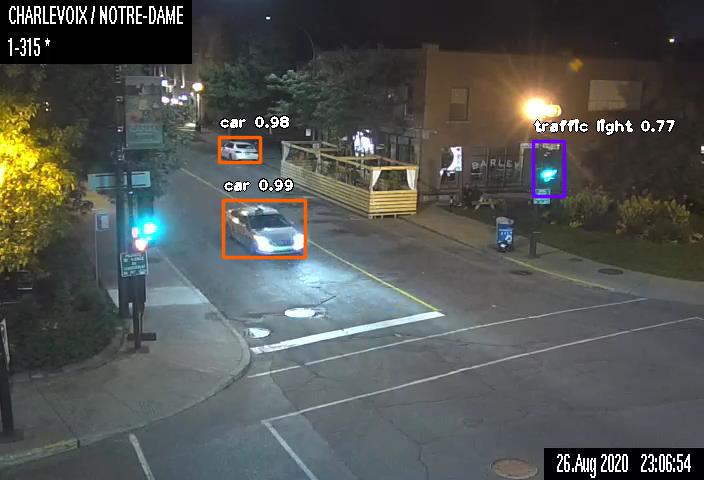 CHARLEVOIX / NOTRE-DAME
1-315 *
car 0.98
traffic light 0.77
car 0.99
BARLEY
26.Aug 2020 23:06:54